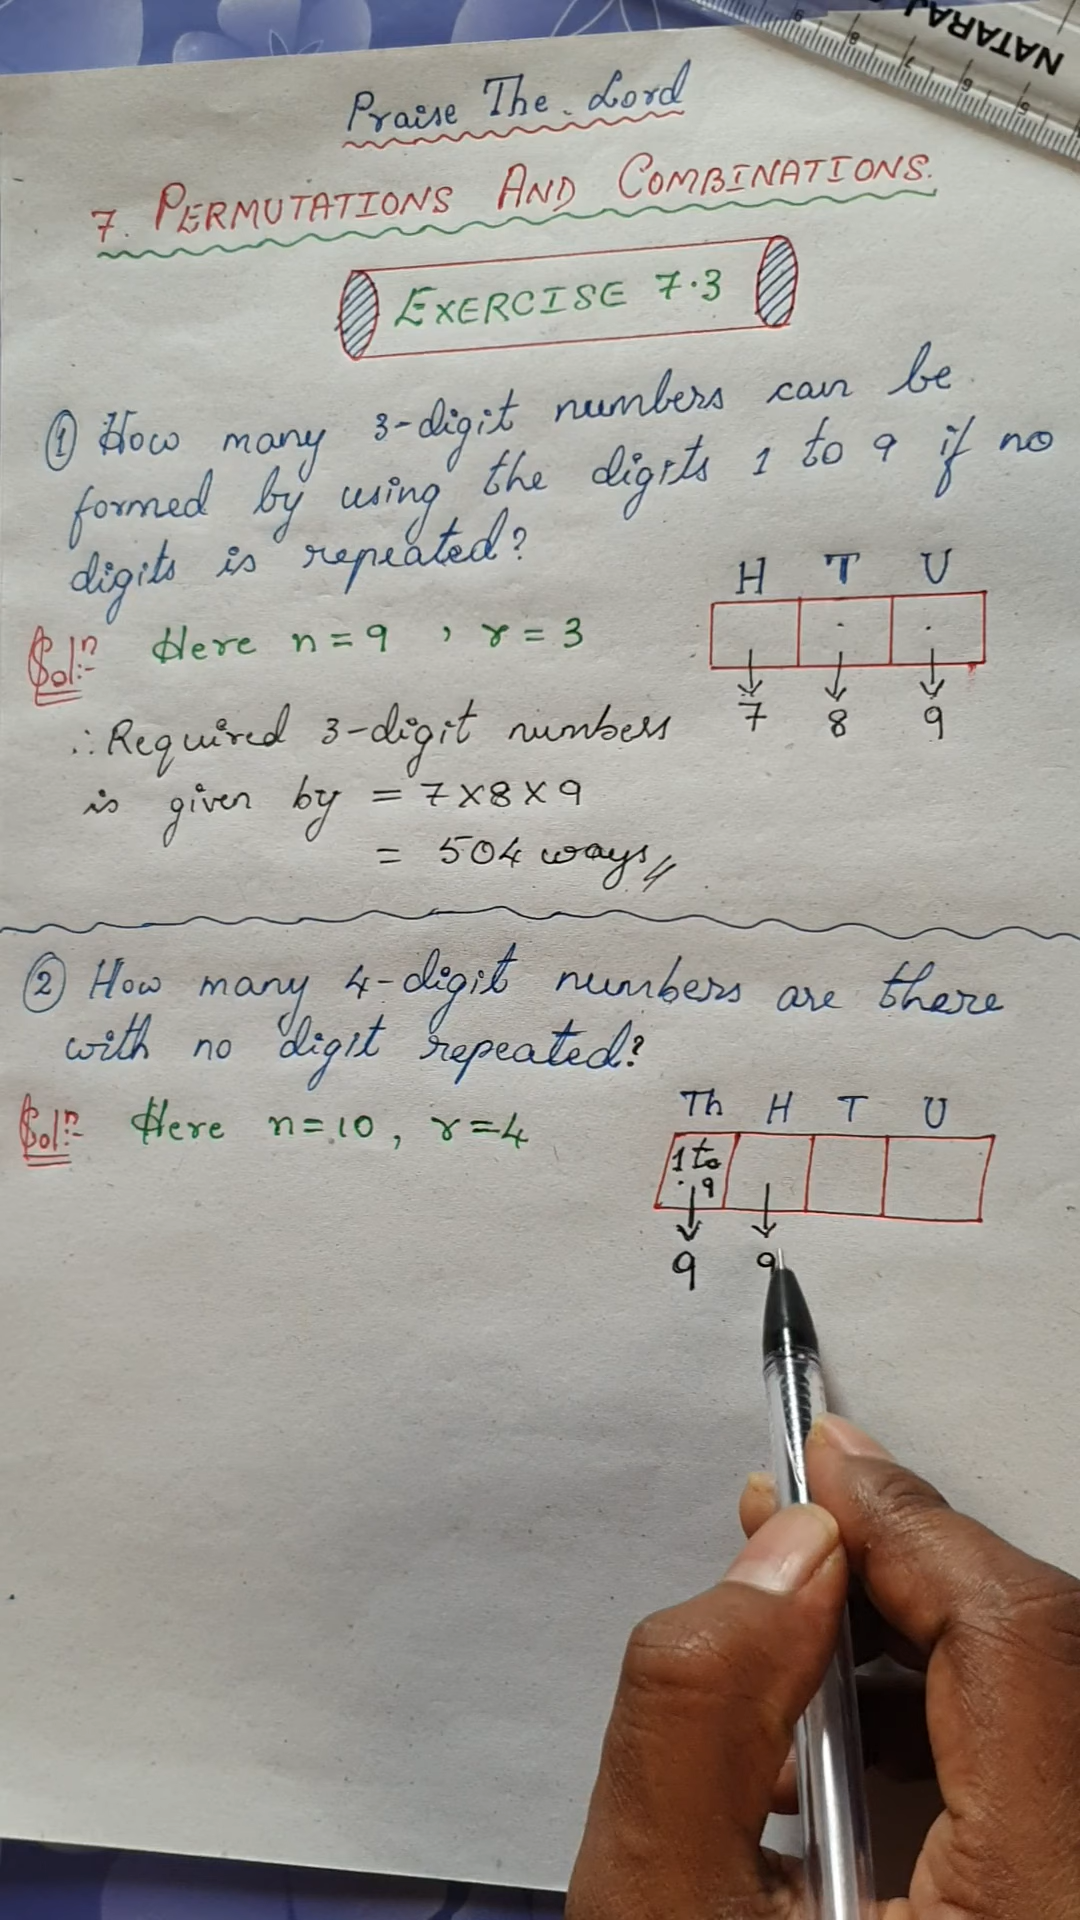 NATARAJ
9 8 7 6 5
Praise The Lord
7. PERMUTATIONS AND COMBINATIONS.
EXERCISE 7.3
① How many 3-digit numbers can be
formed by using the digits 1 to 9 if no
digits is repeated?
H T U
Sol:n- Here n=9 , r=3
7 8 9
∴ Required 3-digit numbers
is given by = 7X8X9
= 504 ways
② How many 4-digit numbers are there
with no digit repeated?
Th H T U
Sol:n- Here n=10, r=4
1 to
9
9 9